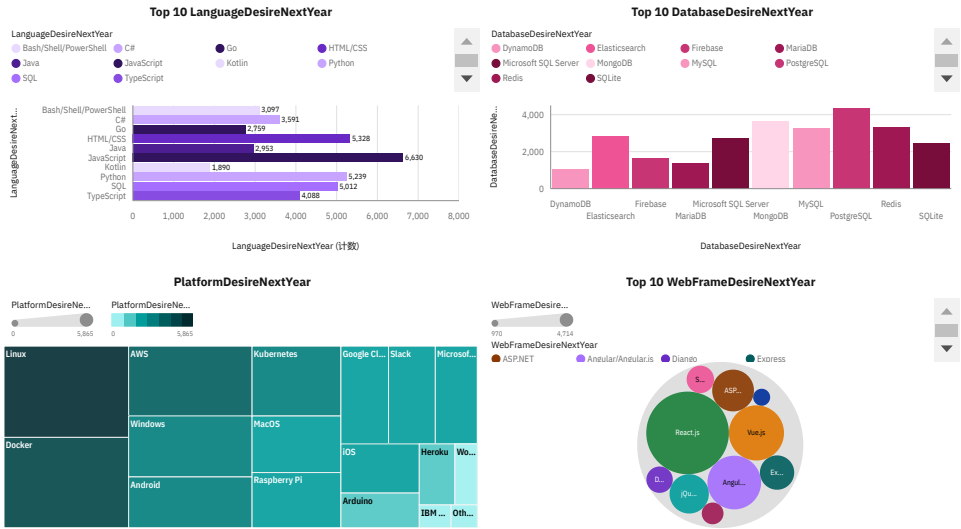 Top 10 LanguageDesireNextYear
LanguageDesireNextYear
Bash/Shell/PowerShell C# Go HTML/CSS
Java JavaScript Kotlin Python
SQL TypeScript
LanguageDesireNext...
Bash/Shell/PowerShell 3,097
C# 3,591
Go 2,759
HTML/CSS 5,328
Java 2,953
JavaScript 6,630
Kotlin 1,890
Python 5,239
SQL 5,012
TypeScript 4,088
0 1,000 2,000 3,000 4,000 5,000 6,000 7,000 8,000
LanguageDesireNextYear (计数)
Top 10 DatabaseDesireNextYear
DatabaseDesireNextYear
DynamoDB Elasticsearch Firebase MariaDB
Microsoft SQL Server MongoDB MySQL PostgreSQL
Redis SQLite
DatabaseDesireNe...
4,000
2,000
0
DynamoDB Firebase Microsoft SQL Server MySQL Redis
Elasticsearch MariaDB MongoDB PostgreSQL SQLite
DatabaseDesireNextYear
PlatformDesireNextYear
PlatformDesireNe... PlatformDesireNe...
0 5,865 0 5,865
Linux AWS Kubernetes Google Cl... Slack Microsof...
Windows MacOS
Docker iOS Heroku Wo...
Android Raspberry Pi
Arduino IBM ... Oth...
Top 10 WebFrameDesireNextYear
WebFrameDesire...
970 4,714
WebFrameDesireNextYear
ASP.NET Angular/Angular.js Django Express
S... ASP...
React.js Vue.js
D... jQu... Angul... Ex...